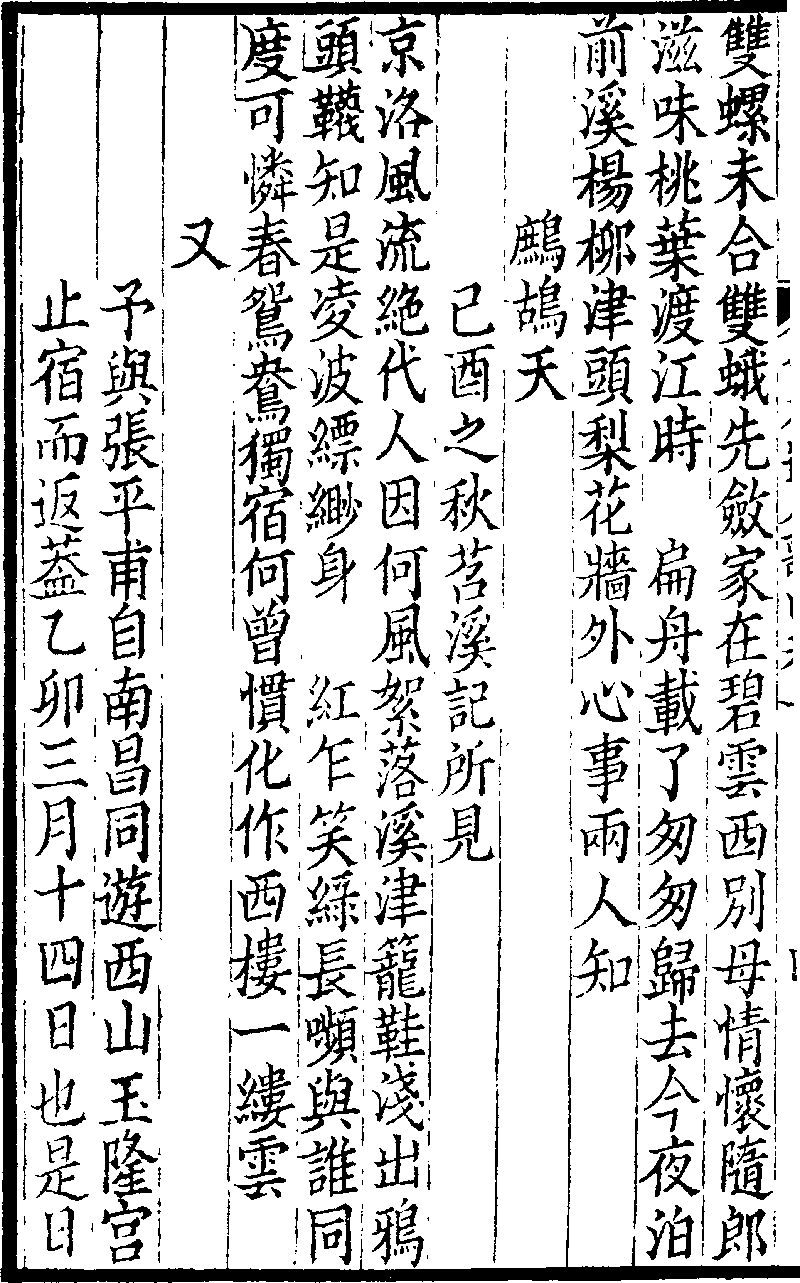 雙螺未合雙蛾先斂家在碧雲西別母情懷隨郎
滋味桃葉渡江時　扁舟載了匆匆歸去今夜泊
前溪楊柳津頭梨花牆外心事兩人知
鷓鴣天
己酉之秋苕溪記所見
京洛風流絶代人因何風絮落溪津籠鞋淺出鴉
頭韈知是凌波縹緲身　紅乍笑綠長嚬與誰同
度可憐春鴛鴦獨宿何曾慣化作西樓一縷雲
又
予與張平甫自南昌同遊西山玉隆宫
止宿而返葢乙卯三月十四日也是日